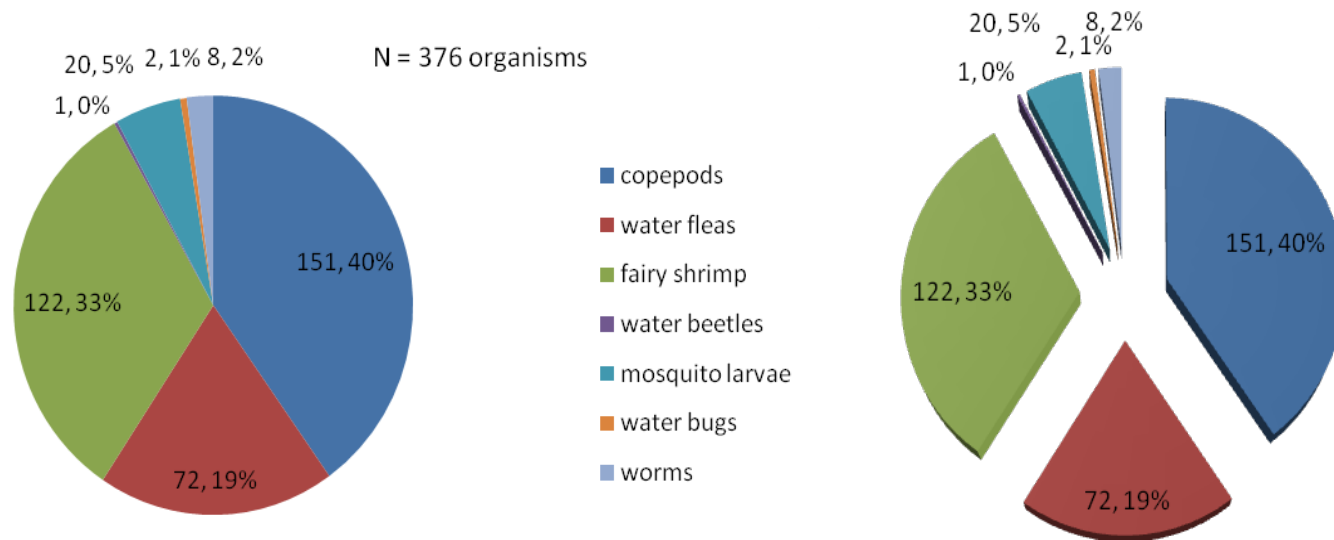 20, 5% 2, 1% 8, 2%
N = 376 organisms
1, 0%
151, 40%
122, 33%
72, 19%
copepods
water fleas
fairy shrimp
water beetles
mosquito larvae
water bugs
worms
20, 5%
8, 2%
2, 1%
1, 0%
151, 40%
122, 33%
72, 19%